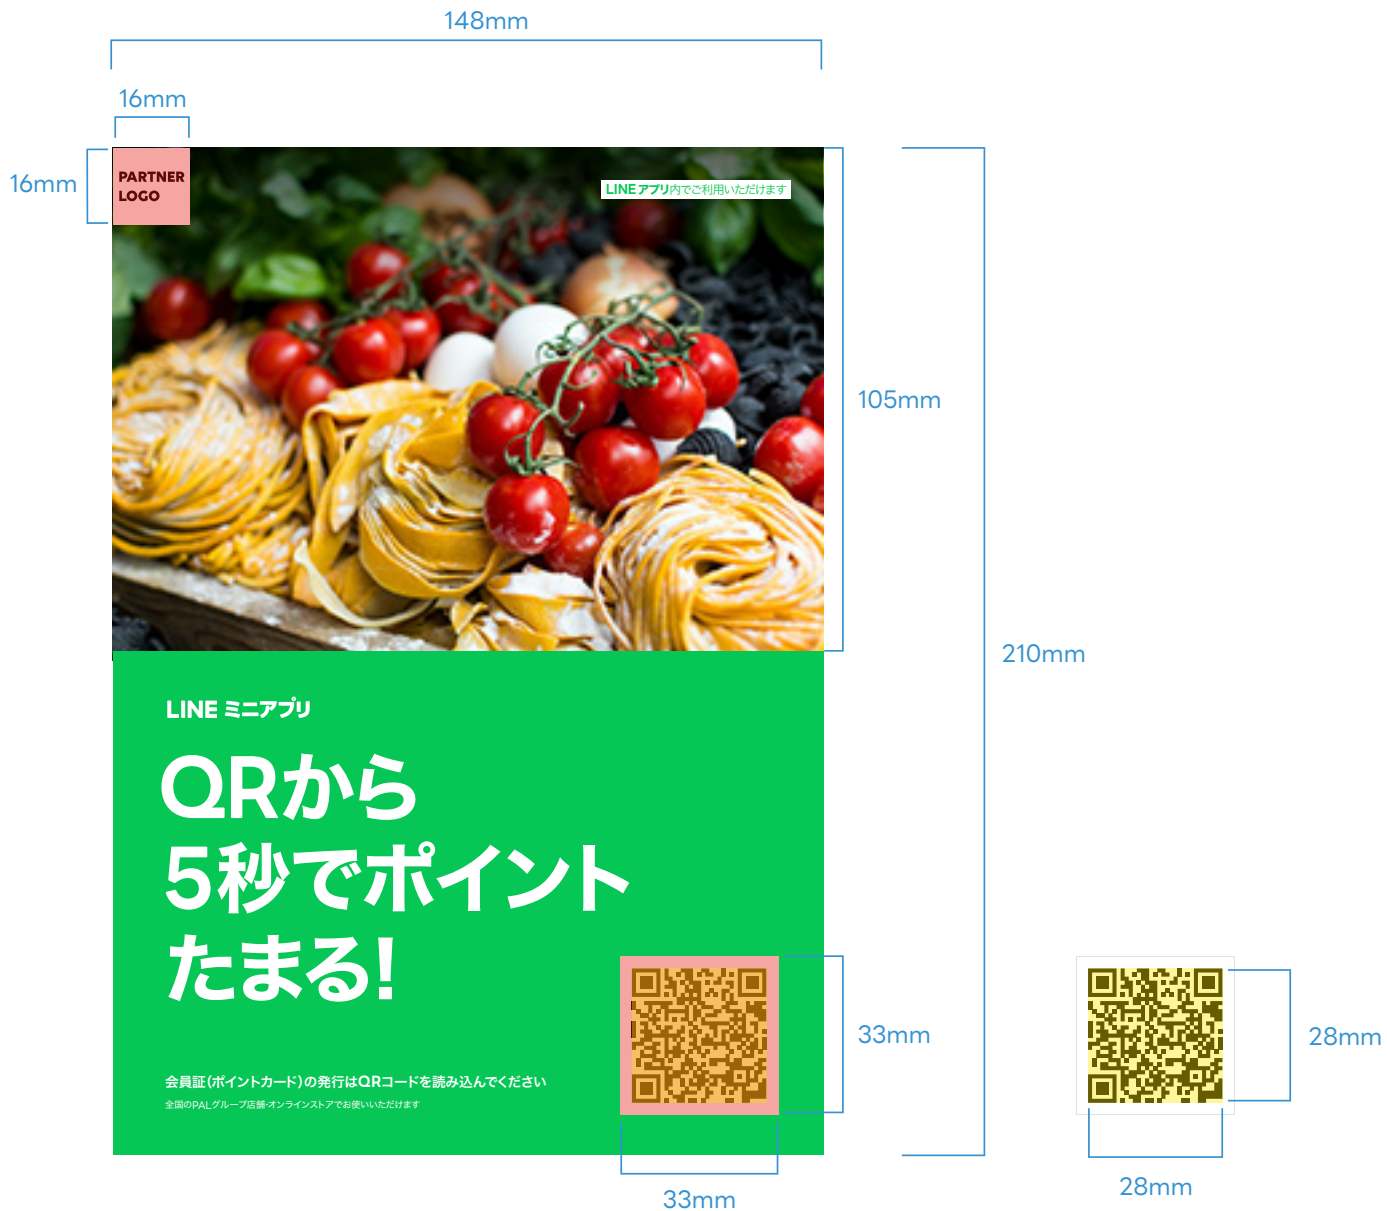 148mm
16mm
16mm
PARTNER
LOGO
LINE アプリ内でご利用いただけます
105mm
210mm
LINE ミニアプリ
QRから
5秒でポイント
たまる!
会員証(ポイントカード)の発行はQRコードを読み込んでください
全国のPALグループ店舗・オンラインストアでお使いいただけます
33mm
33mm
28mm
28mm